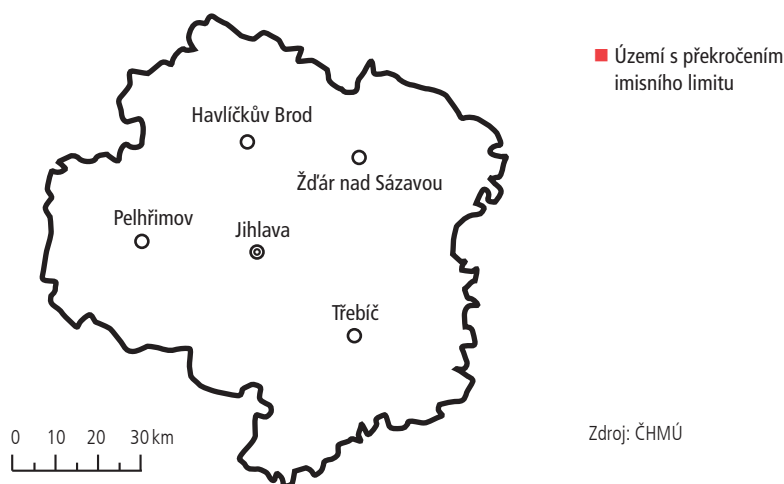 Území s překročením
imisního limitu
Havlíčkův Brod
Žďár nad Sázavou
Pelhřimov
Jihlava
Třebíč
0 10 20 30 km
Zdroj: ČHMÚ